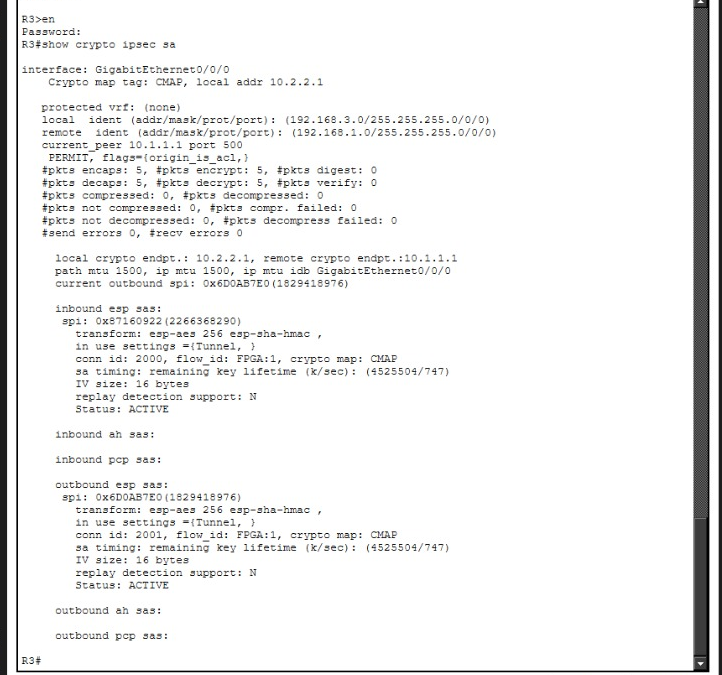 R3>en
Password:
R3#show crypto ipsec sa
interface: GigabitEthernet0/0/0
Crypto map tag: CMAP, local addr 10.2.2.1
protected vrf: (none)
local ident (addr/mask/prot/port): (192.168.3.0/255.255.255.0/0/0)
remote ident (addr/mask/prot/port): (192.168.1.0/255.255.255.0/0/0)
current_peer 10.1.1.1 port 500
PERMIT, flags={origin_is_acl,}
#pkts encaps: 5, #pkts encrypt: 5, #pkts digest: 0
#pkts decaps: 5, #pkts decrypt: 5, #pkts verify: 0
#pkts compressed: 0, #pkts decompressed: 0
#pkts not compressed: 0, #pkts compr. failed: 0
#pkts not decompressed: 0, #pkts decompress failed: 0
#send errors 0, #recv errors 0
local crypto endpt.: 10.2.2.1, remote crypto endpt.:10.1.1.1
path mtu 1500, ip mtu 1500, ip mtu idb GigabitEthernet0/0/0
current outbound spi: 0x6D0AB7E0(1829418976)
inbound esp sas:
spi: 0x87160922(2266368290)
transform: esp-aes 256 esp-sha-hmac ,
in use settings ={Tunnel, }
conn id: 2000, flow_id: FPGA:1, crypto map: CMAP
sa timing: remaining key lifetime (k/sec): (4525504/747)
IV size: 16 bytes
replay detection support: N
Status: ACTIVE
inbound ah sas:
inbound pcp sas:
outbound esp sas:
spi: 0x6D0AB7E0(1829418976)
transform: esp-aes 256 esp-sha-hmac ,
in use settings ={Tunnel, }
conn id: 2001, flow_id: FPGA:1, crypto map: CMAP
sa timing: remaining key lifetime (k/sec): (4525504/747)
IV size: 16 bytes
replay detection support: N
Status: ACTIVE
outbound ah sas:
outbound pcp sas:
R3#